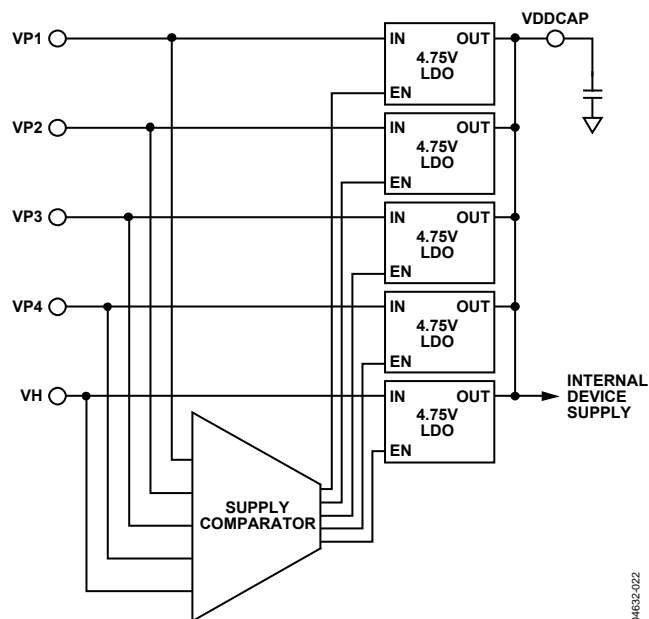 VP1
IN OUT
4.75V
LDO
EN
VDDCAP
VP2
IN OUT
4.75V
LDO
EN
VP3
IN OUT
4.75V
LDO
EN
VP4
IN OUT
4.75V
LDO
EN
VH
IN OUT
4.75V
LDO
EN
INTERNAL
DEVICE
SUPPLY
SUPPLY
COMPARATOR
04632-022